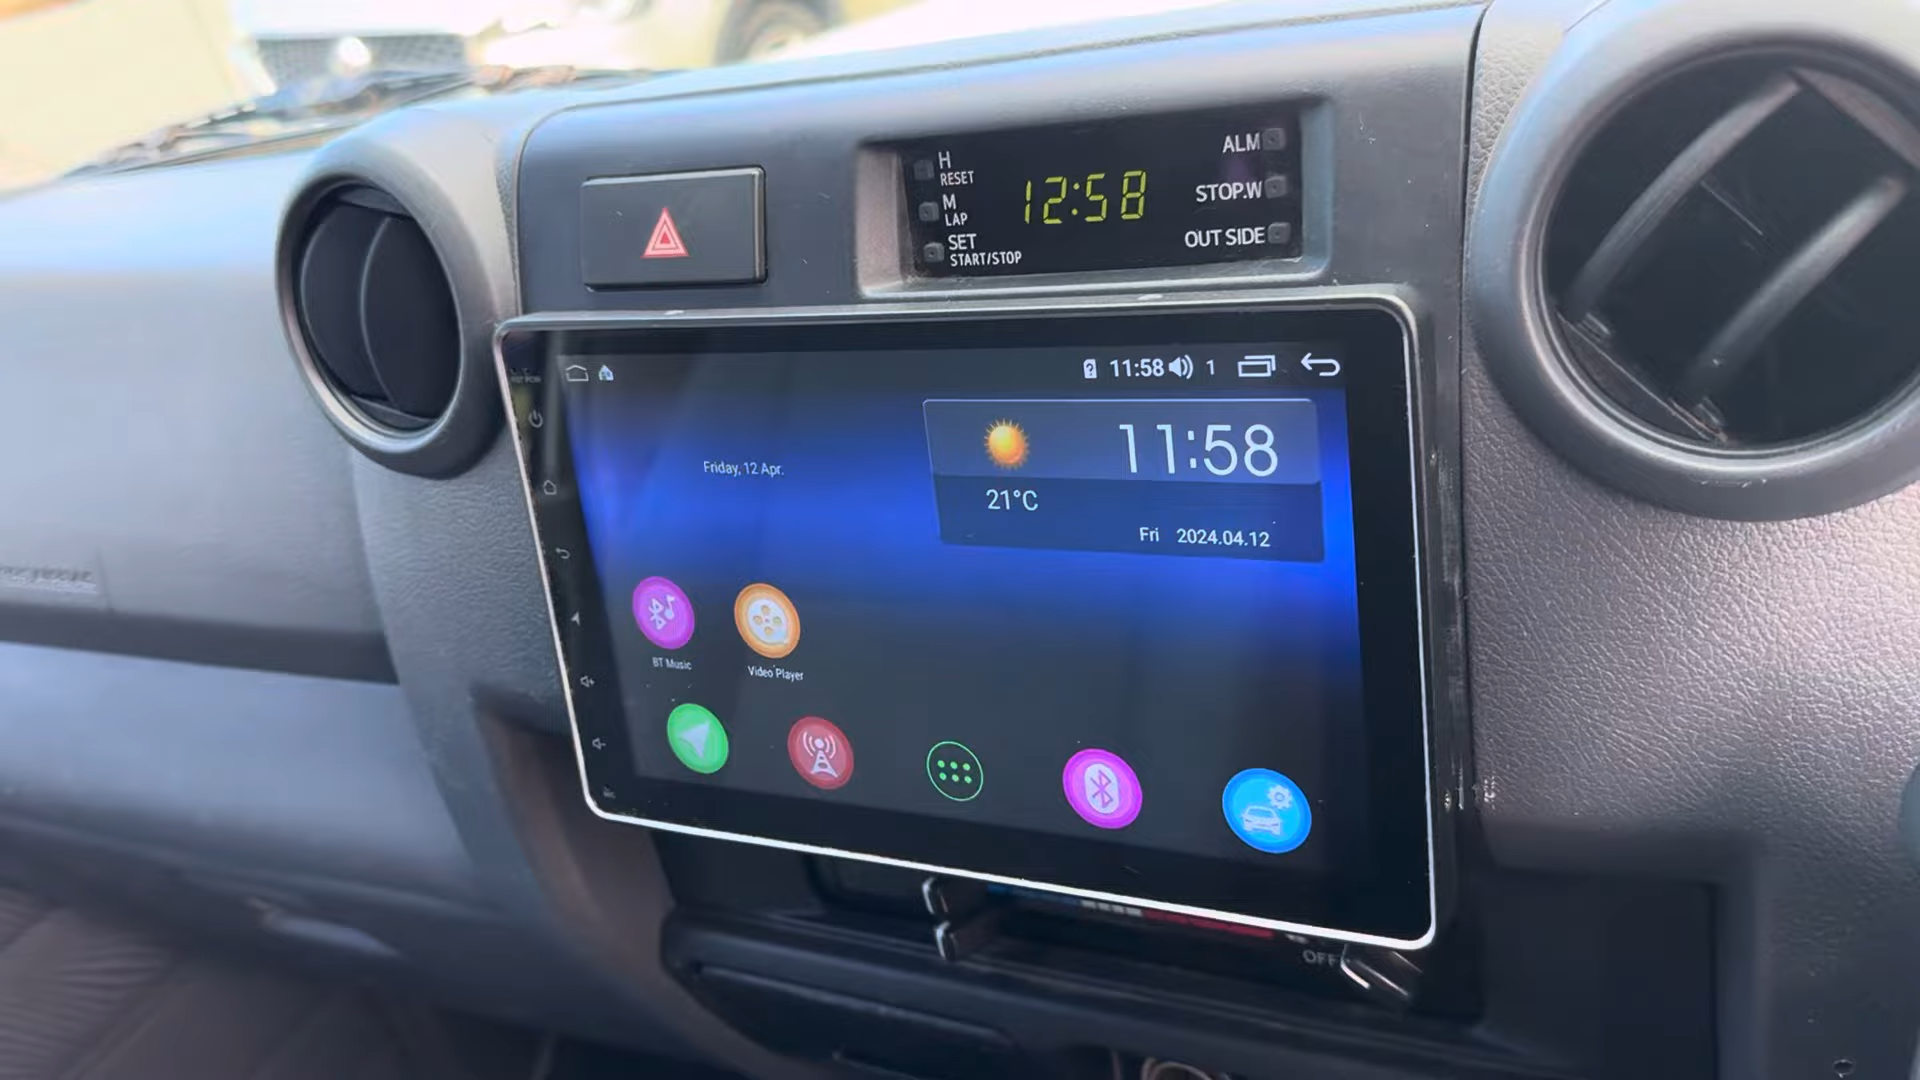 H
RESET
M
LAP
SET
START/STOP
12:58
ALM
STOP.W
OUT SIDE
11:58 1
Friday, 12 Apr.
11:58
21°C
Fri 2024.04.12
BT Music
Video Player
OFF